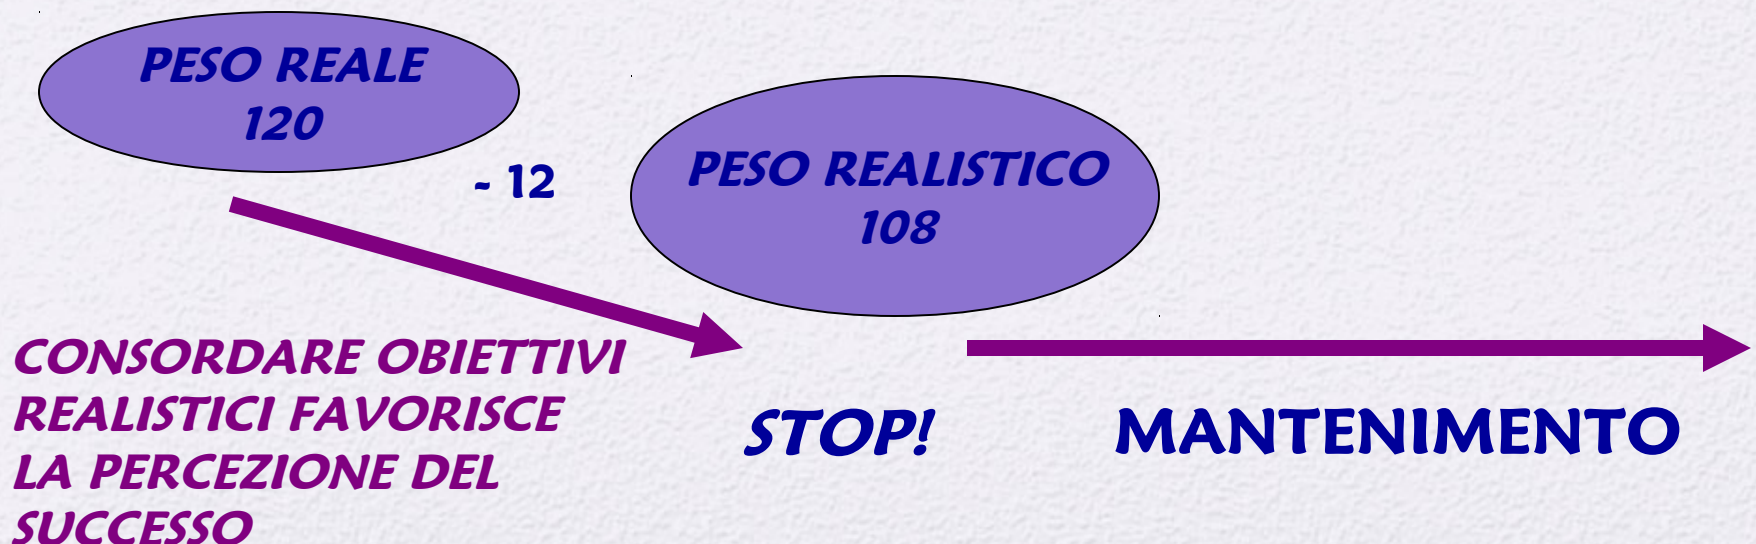 PESO REALE
120
- 12
PESO REALISTICO
108
CONSORDARE OBIETTIVI
REALISTICI FAVORISCE
LA PERCEZIONE DEL
SUCCESSO
STOP!
MANTENIMENTO